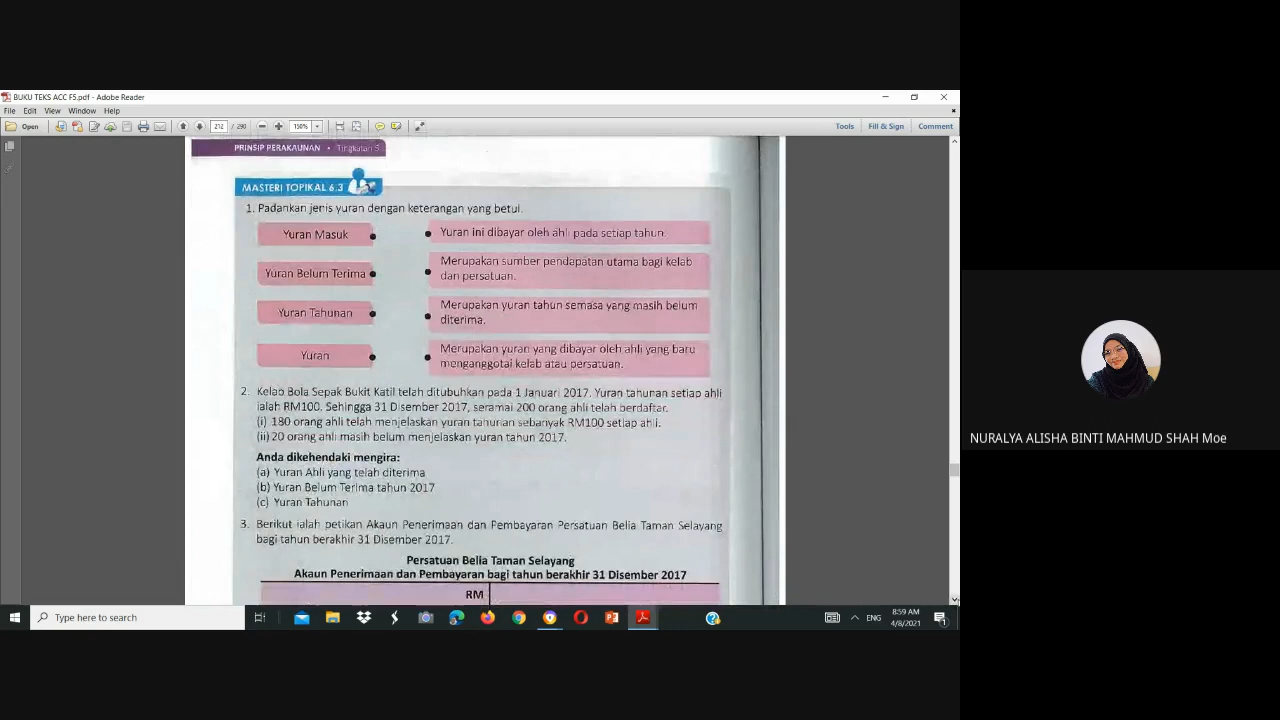 BUKU TEKS ACC F5.pdf - Adobe Reader
File Edit View Window Help
Open 212 / 290 150% Tools Fill & Sign Comment
PRINSIP PERAKAUNAN • Tingkatan 5
MASTERI TOPIKAL 6.3
1. Padankan jenis yuran dengan keterangan yang betul.
Yuran Masuk
Yuran ini dibayar oleh ahli pada setiap tahun.
Yuran Belum Terima
Merupakan sumber pendapatan utama bagi kelab
dan persatuan.
Yuran Tahunan
Merupakan yuran tahun semasa yang masih belum
diterima.
Yuran
Merupakan yuran yang dibayar oleh ahli yang baru
menganggotai kelab atau persatuan.
2. Kelab Bola Sepak Bukit Katil telah ditubuhkan pada 1 Januari 2017. Yuran tahunan setiap ahli
ialah RM100. Sehingga 31 Disember 2017, seramai 200 orang ahli telah berdaftar.
(i) 180 orang ahli telah menjelaskan yuran tahunan sebanyak RM100 setiap ahli.
(ii) 20 orang ahli masih belum menjelaskan yuran tahun 2017.
Anda dikehendaki mengira:
(a) Yuran Ahli yang telah diterima
(b) Yuran Belum Terima tahun 2017
(c) Yuran Tahunan
3. Berikut ialah petikan Akaun Penerimaan dan Pembayaran Persatuan Belia Taman Selayang
bagi tahun berakhir 31 Disember 2017.
Persatuan Belia Taman Selayang
Akaun Penerimaan dan Pembayaran bagi tahun berakhir 31 Disember 2017
RM
Type here to search
ENG
8:59 AM
4/8/2021
NURALYA ALISHA BINTI MAHMUD SHAH Moe